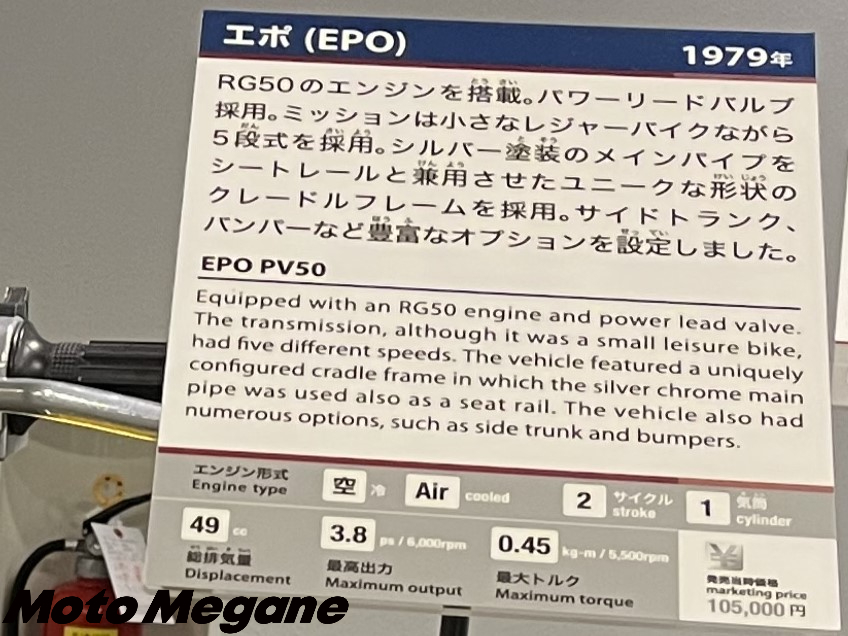 エポ (EPO)
1979年
RG50のエンジンを搭載。パワーリードバルブ
採用。ミッションは小さなレジャーバイクながら
5段式を採用。シルバー塗装のメインパイプを
シートレールと兼用させたユニークな形状の
クレードルフレームを採用。サイドトランク、
バンパーなど豊富なオプションを設定しました。
EPO PV50
Equipped with an RG50 engine and power lead valve.
The transmission, although it was a small leisure bike,
had five different speeds. The vehicle featured a uniquely
configured cradle frame in which the silver chrome main
pipe was used also as a seat rail. The vehicle also had
numerous options, such as side trunk and bumpers.
エンジン形式
Engine type
空 冷 Air cooled
2 サイクル stroke
1 気筒 cylinder
49 cc
総排気量
Displacement
3.8 ps / 6,000rpm
最高出力
Maximum output
0.45 kg-m / 5,500rpm
最大トルク
Maximum torque
¥
発売当時価格
marketing price
105,000円
Moto Megane